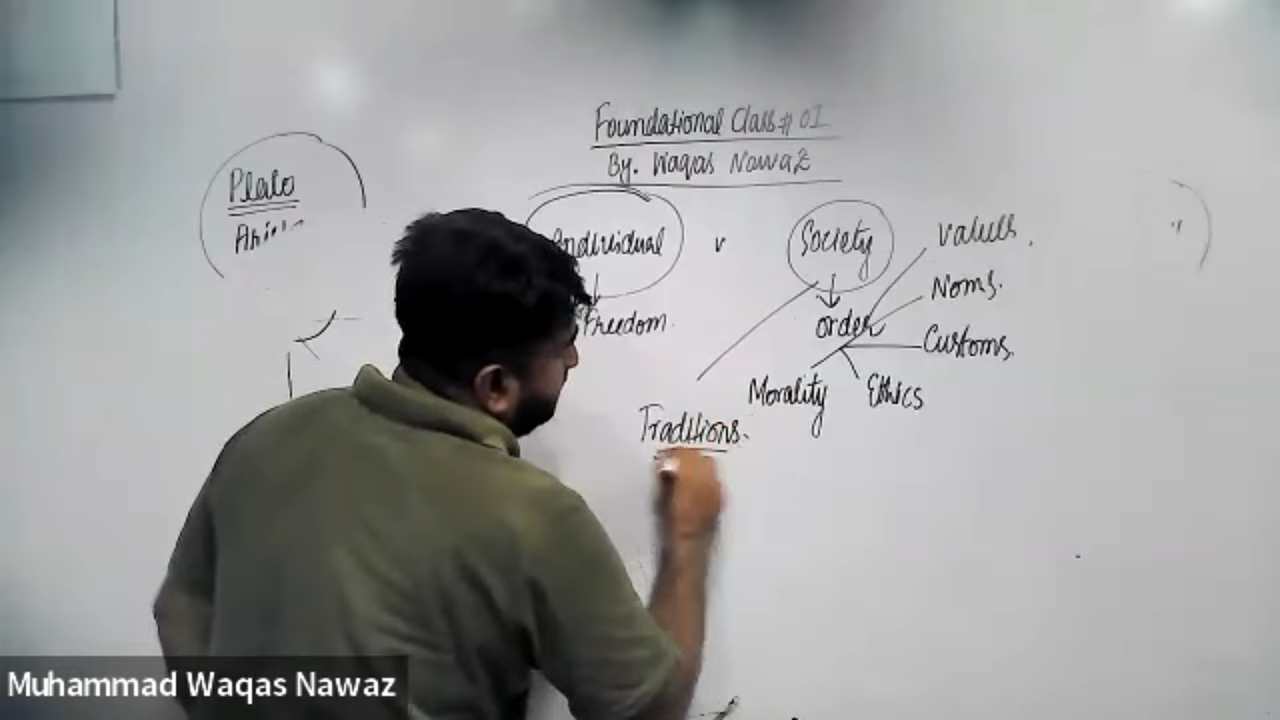 Foundational Class # 01
By. Waqas Nawaz
Plato
Individual v Society
Freedom.
order
values.
Noms.
Customs.
Ethics
Morality
Traditions.
Muhammad Waqas Nawaz